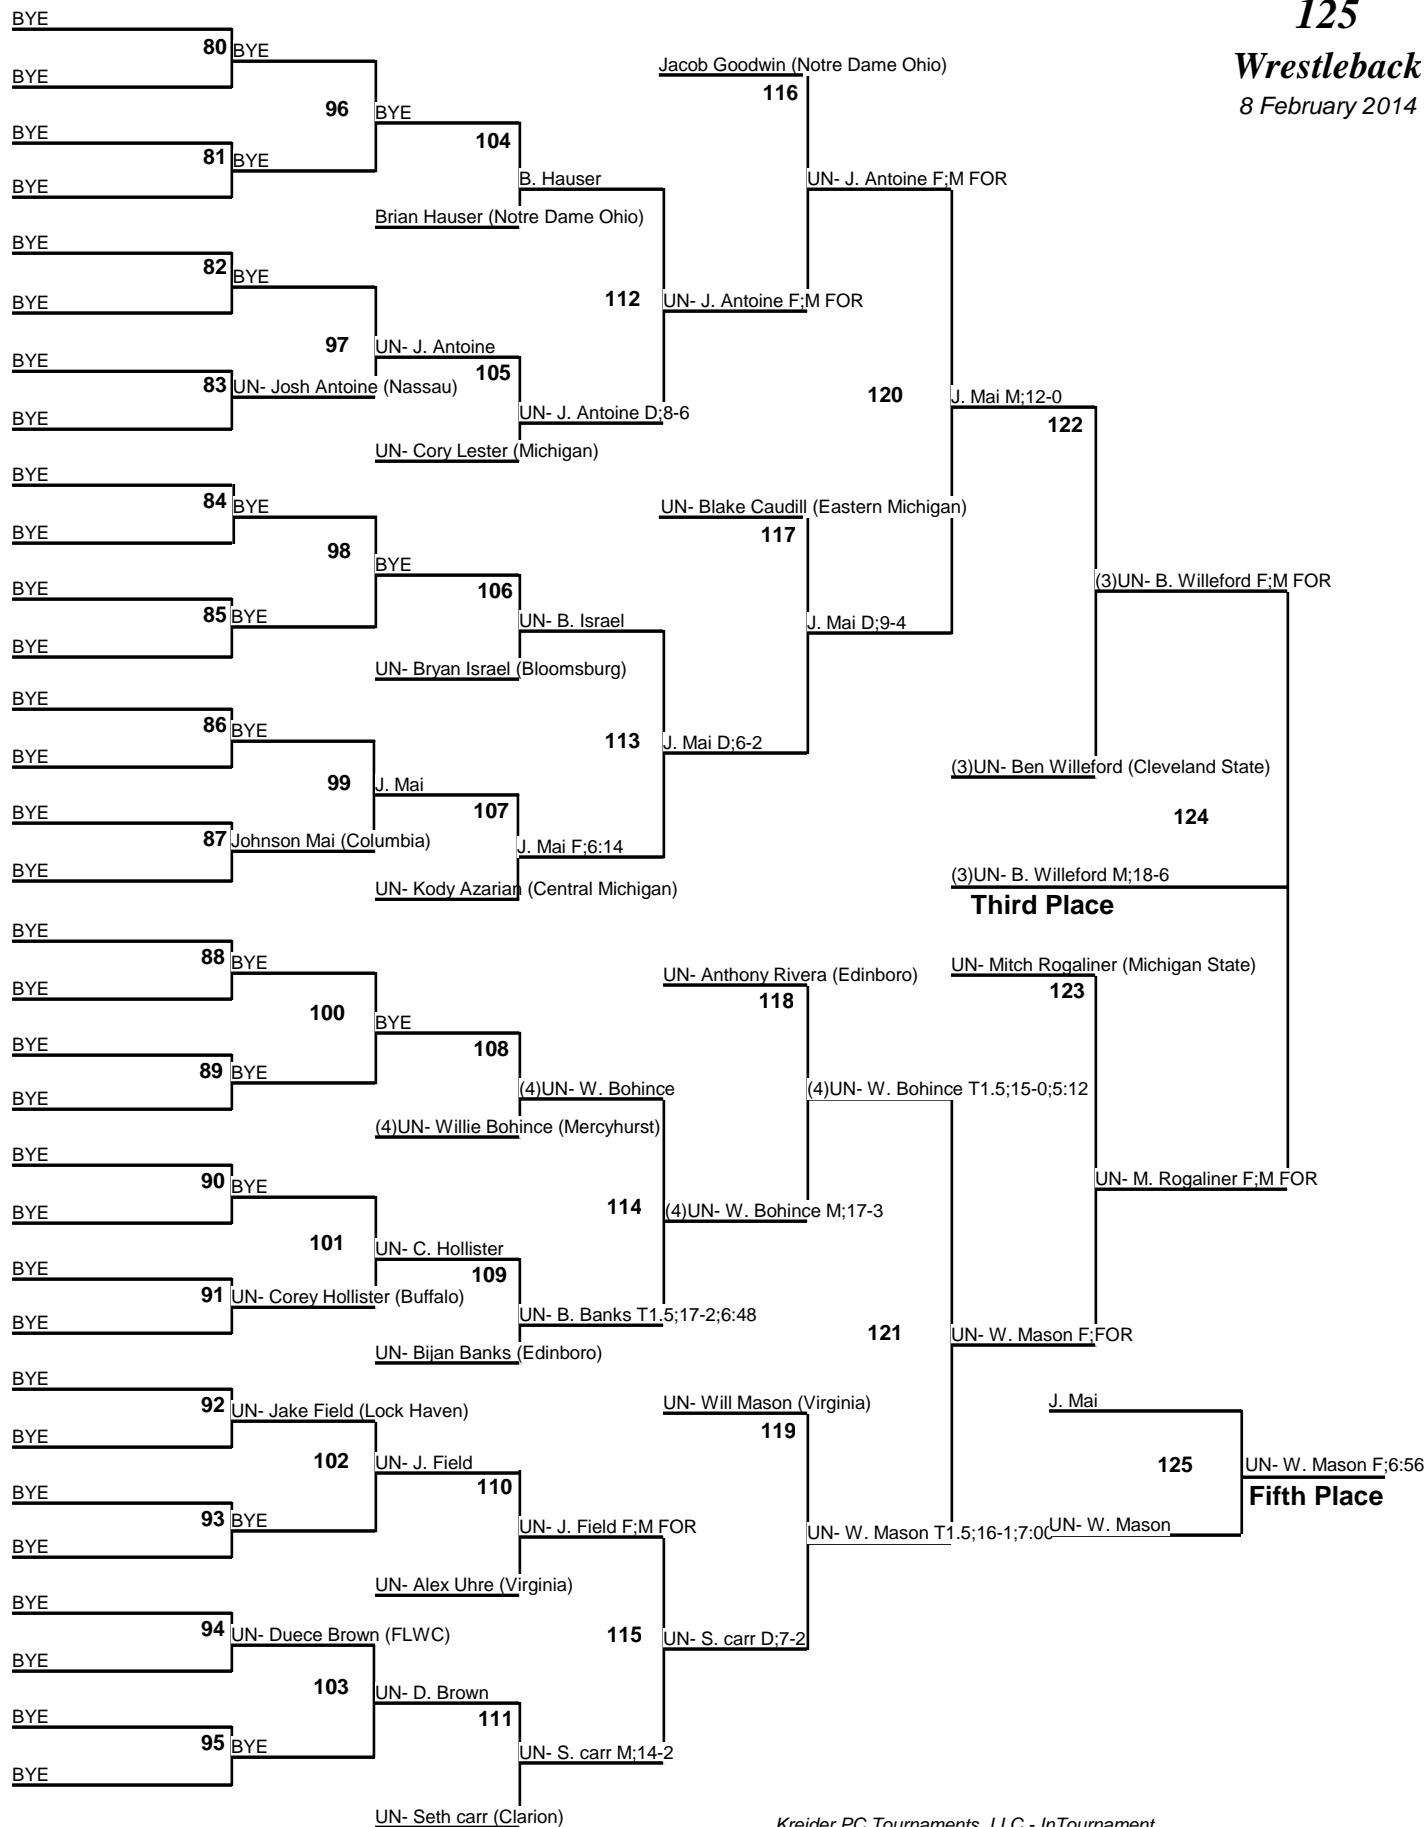 125
Wrestleback
8 February 2014
BYE
80
BYE
BYE
96
BYE
BYE
81
BYE
BYE
104
B. Hauser
Brian Hauser (Notre Dame Ohio)
BYE
82
BYE
BYE
97
UN- J. Antoine
BYE
83
UN- Josh Antoine (Nassau)
BYE
105
UN- J. Antoine D;8-6
UN- Cory Lester (Michigan)
112
UN- J. Antoine F;M FOR
Jacob Goodwin (Notre Dame Ohio)
116
UN- J. Antoine F;M FOR
BYE
84
BYE
BYE
98
BYE
BYE
85
BYE
BYE
106
UN- B. Israel
UN- Bryan Israel (Bloomsburg)
BYE
86
BYE
BYE
99
J. Mai
BYE
87
Johnson Mai (Columbia)
BYE
107
J. Mai F;6:14
UN- Kody Azarian (Central Michigan)
113
J. Mai D;6-2
UN- Blake Caudill (Eastern Michigan)
117
J. Mai D;9-4
120
J. Mai M;12-0
122
(3)UN- B. Willeford F;M FOR
(3)UN- Ben Willeford (Cleveland State)
124
(3)UN- B. Willeford M;18-6
Third Place
BYE
88
BYE
BYE
100
BYE
BYE
89
BYE
BYE
108
(4)UN- W. Bohince
(4)UN- Willie Bohince (Mercyhurst)
BYE
90
BYE
BYE
101
UN- C. Hollister
BYE
91
UN- Corey Hollister (Buffalo)
BYE
109
UN- B. Banks T1.5;17-2;6:48
UN- Bijan Banks (Edinboro)
114
(4)UN- W. Bohince M;17-3
UN- Anthony Rivera (Edinboro)
118
(4)UN- W. Bohince T1.5;15-0;5:12
UN- Mitch Rogaliner (Michigan State)
123
UN- M. Rogaliner F;M FOR
121
UN- W. Mason F;FOR
BYE
92
UN- Jake Field (Lock Haven)
BYE
102
UN- J. Field
BYE
93
BYE
BYE
110
UN- J. Field F;M FOR
UN- Alex Uhre (Virginia)
BYE
94
UN- Duece Brown (FLWC)
BYE
103
UN- D. Brown
BYE
95
BYE
BYE
111
UN- S. carr M;14-2
UN- Seth carr (Clarion)
115
UN- S. carr D;7-2
UN- Will Mason (Virginia)
119
UN- W. Mason T1.5;16-1;7:00
J. Mai
125
UN- W. Mason
UN- W. Mason F;6:56
Fifth Place
Kreider PC Tournaments, LLC - InTournament